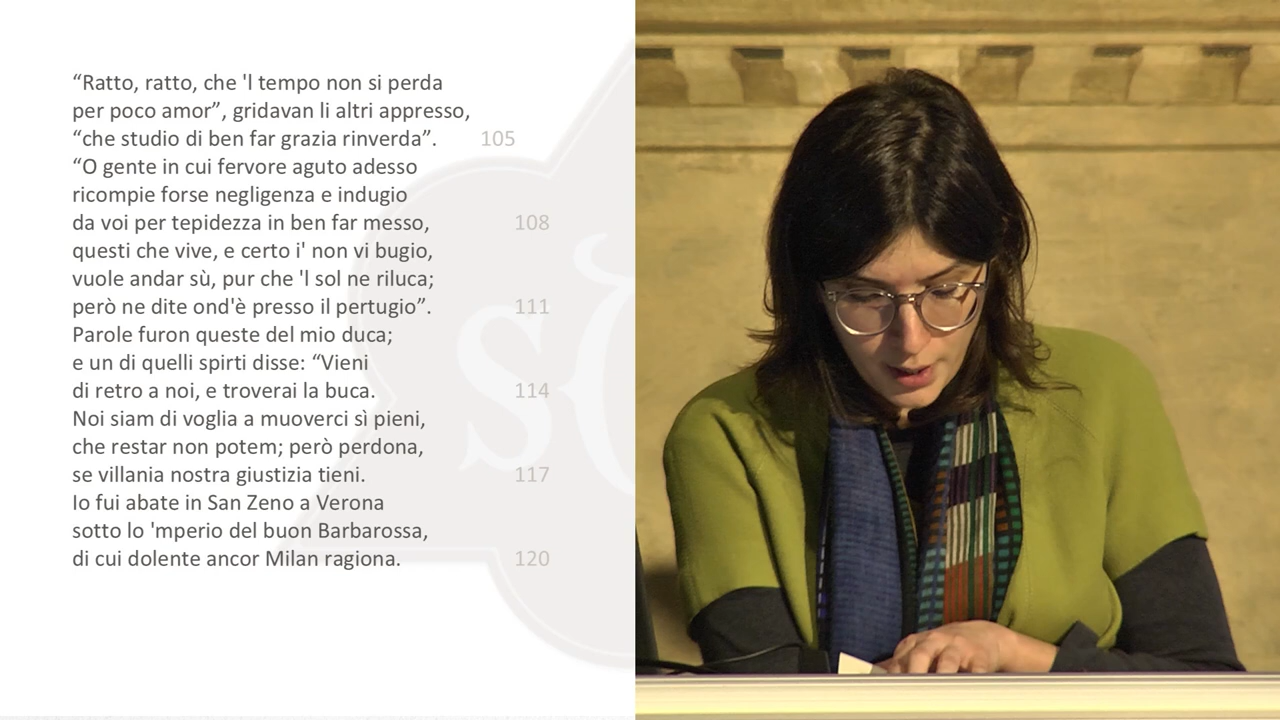 “Ratto, ratto, che 'l tempo non si perda
per poco amor”, gridavan li altri appresso,
“che studio di ben far grazia rinverda”. 105
“O gente in cui fervore aguto adesso
ricompie forse negligenza e indugio
da voi per tepidezza in ben far messo, 108
questi che vive, e certo i' non vi bugio,
vuole andar sù, pur che 'l sol ne riluca;
però ne dite ond'è presso il pertugio”. 111
Parole furon queste del mio duca;
e un di quelli spirti disse: “Vieni
di retro a noi, e troverai la buca. 114
Noi siam di voglia a muoverci sì pieni,
che restar non potem; però perdona,
se villania nostra giustizia tieni. 117
Io fui abate in San Zeno a Verona
sotto lo 'mperio del buon Barbarossa,
di cui dolente ancor Milan ragiona. 120